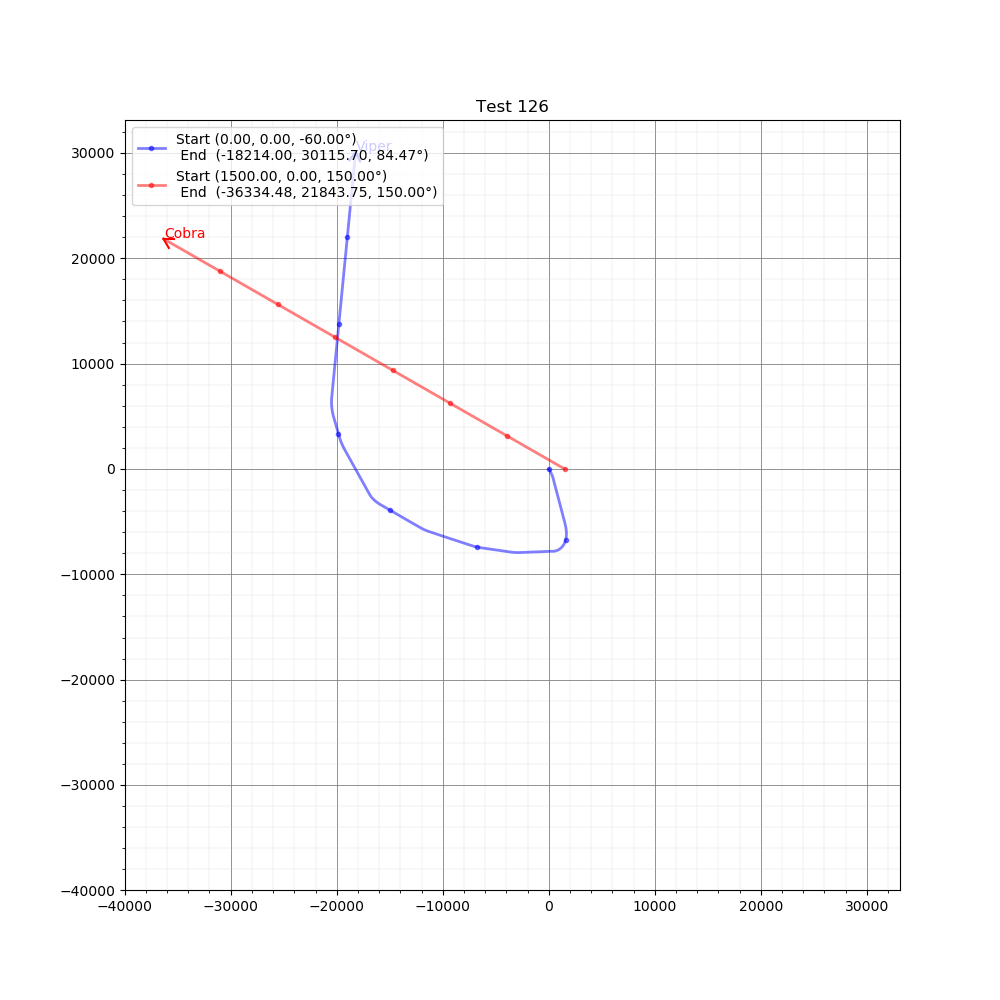 Test 126
Start (0.00, 0.00, -60.00°)
End (-18214.00, 30115.70, 84.47°)
Start (1500.00, 0.00, 150.00°)
End (-36334.48, 21843.75, 150.00°)
Viper
Cobra
30000
20000
10000
0
−10000
−20000
−30000
−40000
−40000 −30000 −20000 −10000 0 10000 20000 30000